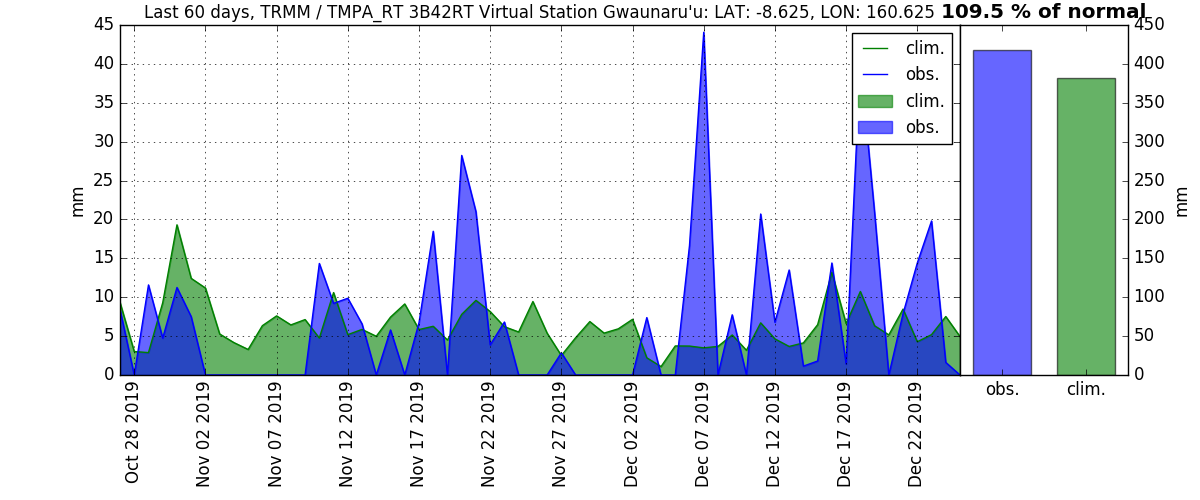 Last 60 days, TRMM / TMPA_RT 3B42RT Virtual Station Gwaunaru'u: LAT: -8.625, LON: 160.625 109.5 % of normal
45
40
35
30
25
20
15
10
5
0
mm
clim.
obs.
clim.
obs.
Oct 28 2019
Nov 02 2019
Nov 07 2019
Nov 12 2019
Nov 17 2019
Nov 22 2019
Nov 27 2019
Dec 02 2019
Dec 07 2019
Dec 12 2019
Dec 17 2019
Dec 22 2019
450
400
350
300
250
200
150
100
50
0
mm
obs.
clim.